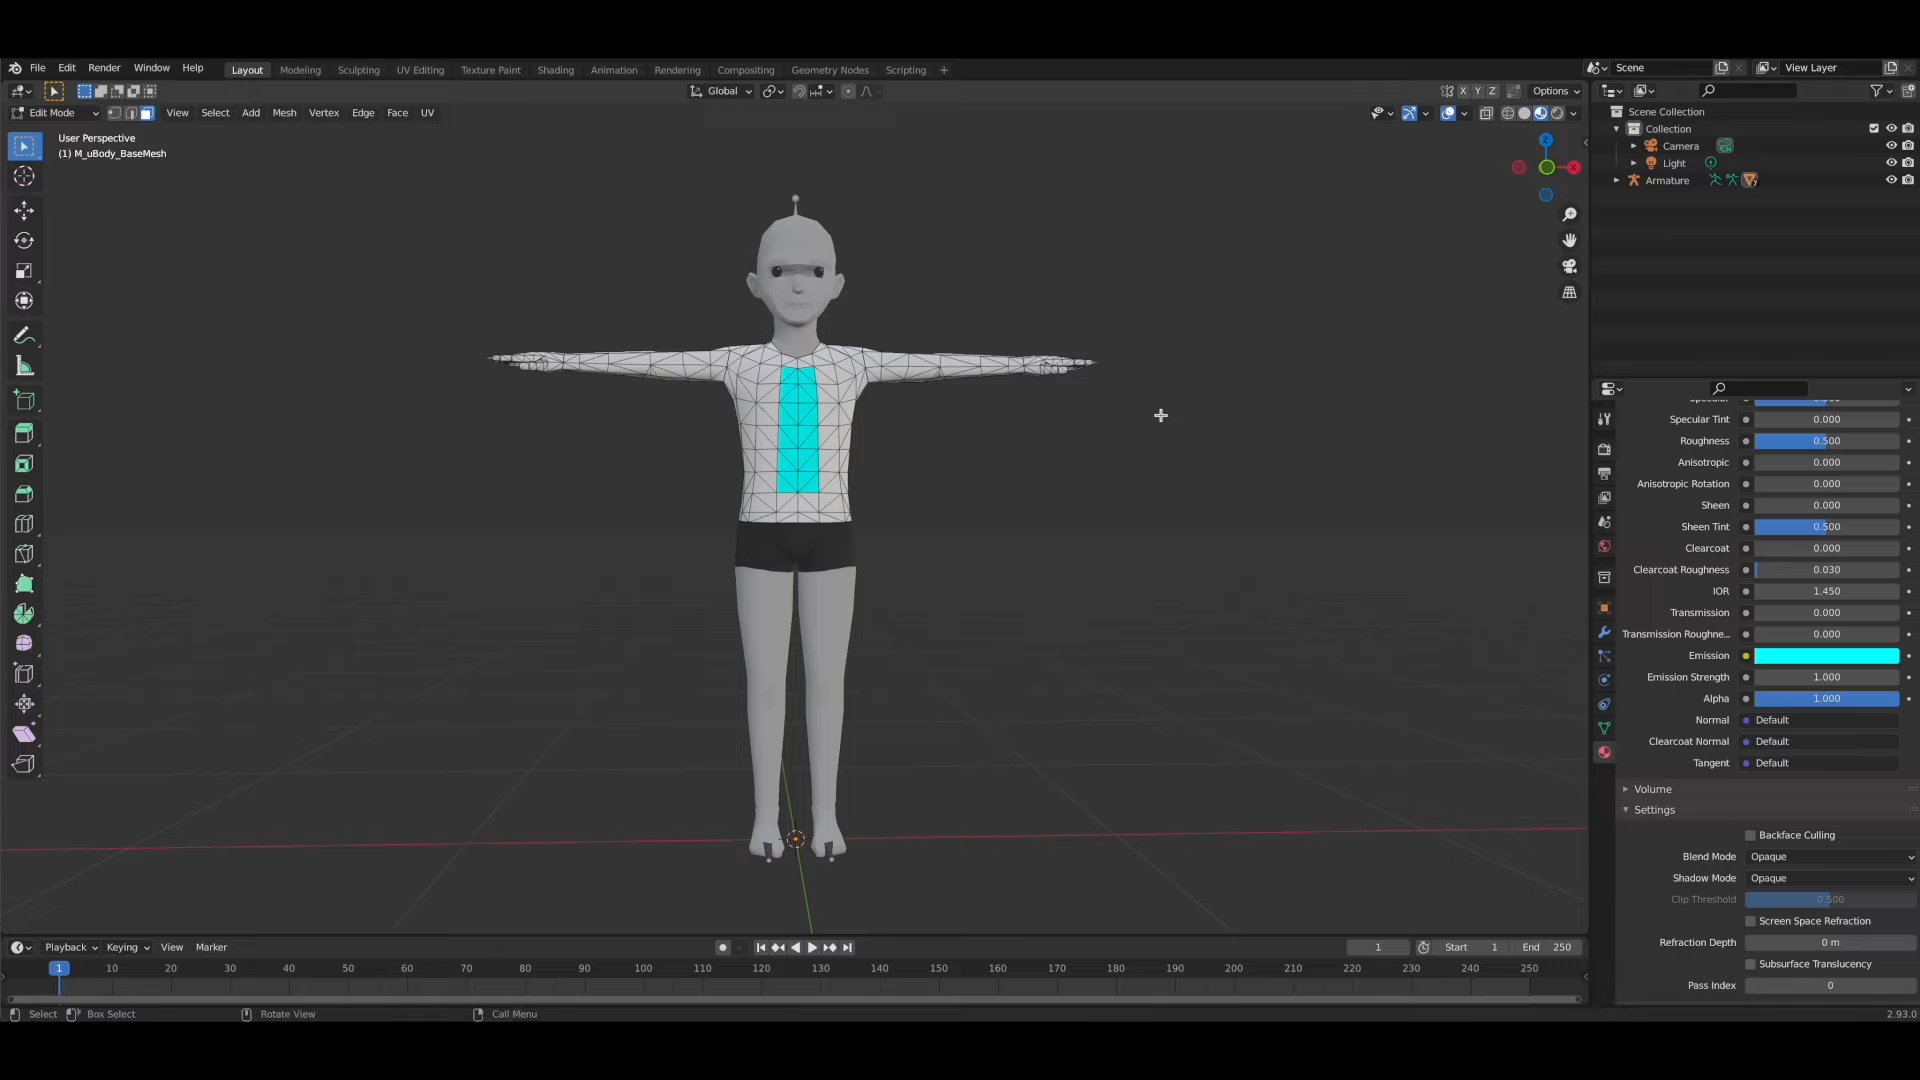 File Edit Render Window Help
Layout Modeling Sculpting UV Editing Texture Paint Shading Animation Rendering Compositing Geometry Nodes Scripting +
Scene
View Layer
Global
X Y Z
Options
Edit Mode
View Select Add Mesh Vertex Edge Face UV
User Perspective
(1) M_uBody_BaseMesh
Z
X
Scene Collection
Collection
Camera
Light
Armature
7
Specular Tint 0.000
Roughness 0.500
Anisotropic 0.000
Anisotropic Rotation 0.000
Sheen 0.000
Sheen Tint 0.500
Clearcoat 0.000
Clearcoat Roughness 0.030
IOR 1.450
Transmission 0.000
Transmission Roughne... 0.000
Emission
Emission Strength 1.000
Alpha 1.000
Normal Default
Clearcoat Normal Default
Tangent Default
Volume
Settings
Backface Culling
Blend Mode Opaque
Shadow Mode Opaque
Clip Threshold 0.500
Screen Space Refraction
Refraction Depth 0 m
Subsurface Translucency
Pass Index 0
Playback Keying View Marker
1
Start 1
End 250
1 10 20 30 40 50 60 70 80 90 100 110 120 130 140 150 160 170 180 190 200 210 220 230 240 250
Select Box Select Rotate View Call Menu
2.93.0